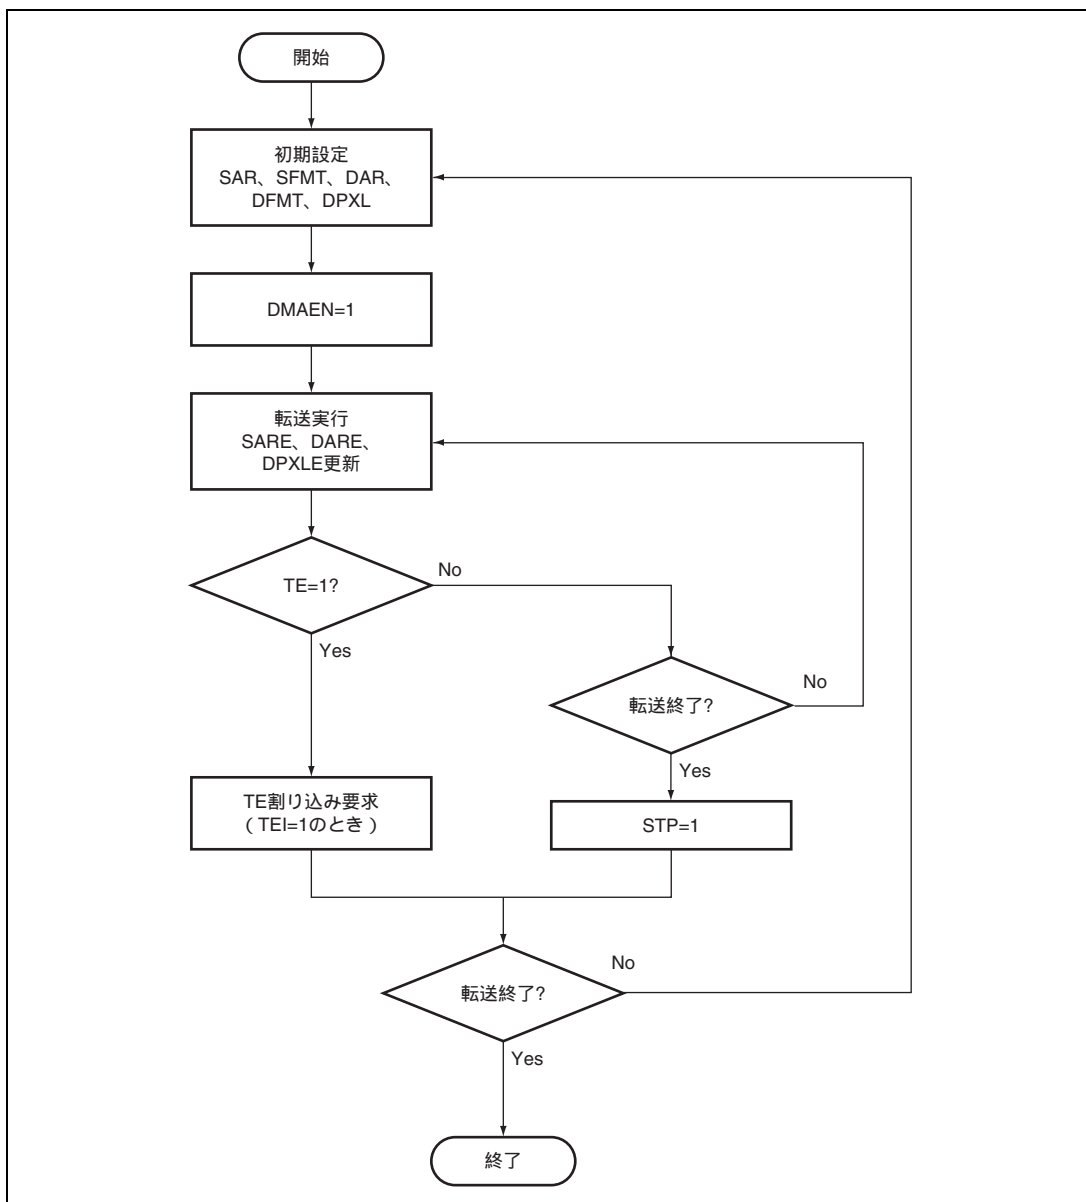 開始
初期設定
SAR、SFMT、DAR、
DFMT、DPXL
DMAEN=1
転送実行
SARE、DARE、
DPXLE更新
TE=1?
No
Yes
転送終了?
No
Yes
TE割り込み要求
( TEI=1のとき )
STP=1
転送終了?
No
Yes
終了